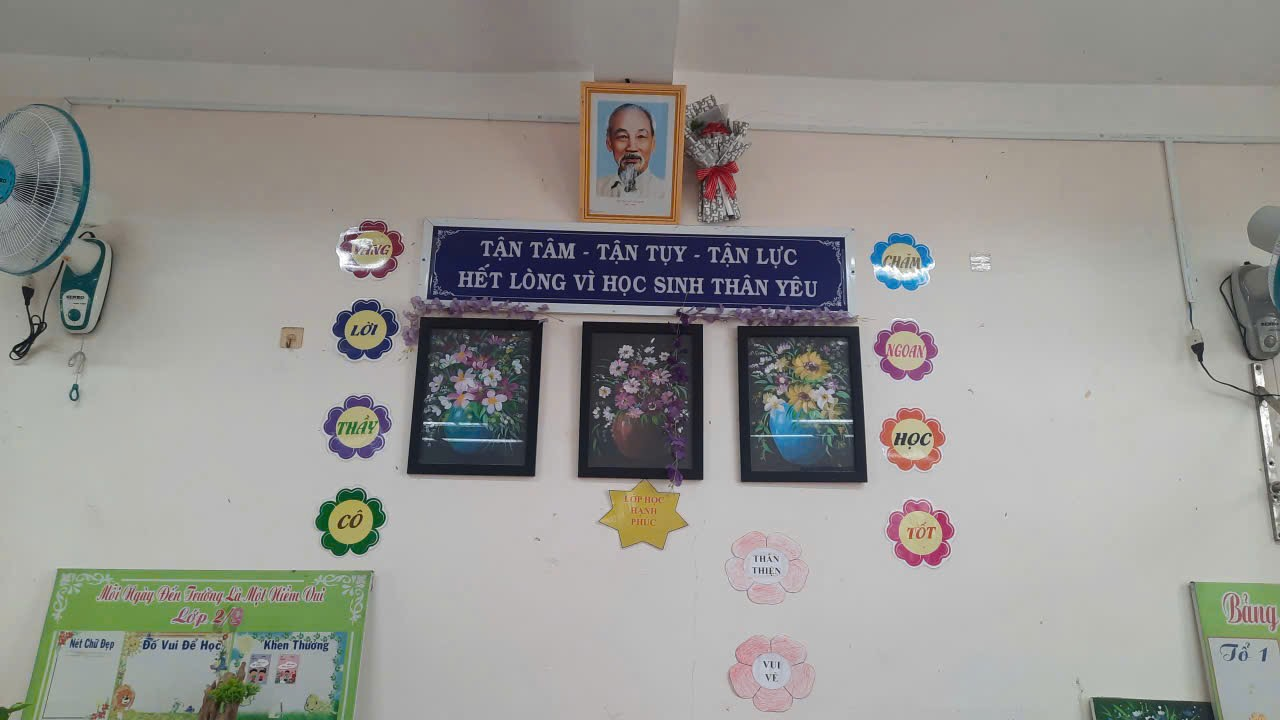 TẬN TÂM - TẬN TỤY - TẬN LỰC
HẾT LÒNG VÌ HỌC SINH THÂN YÊU
VÂNG
LỜI
THẦY
CÔ
CHĂM
NGOAN
HỌC
TỐT
LỚP HỌC
HẠNH
PHÚC
THÂN
THIỆN
VUI
VẺ
Mỗi Ngày Đến Trường Là Một Niềm Vui
Lớp 2/
Nét Chữ Đẹp
Đố Vui Để Học
Khen Thưởng
Bảng
Tổ 1